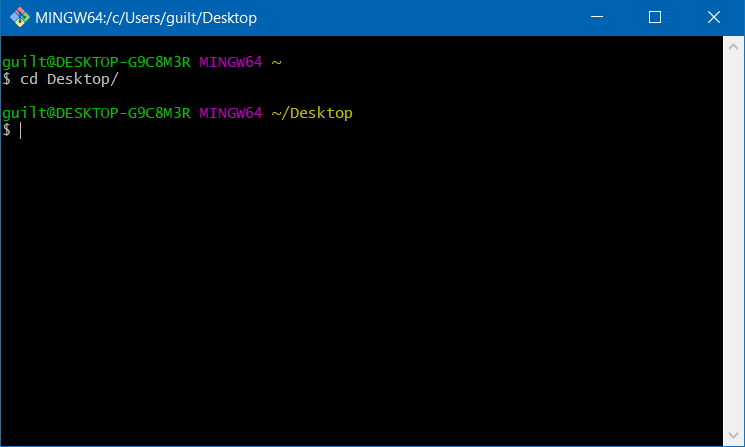 MINGW64:/c/Users/guilt/Desktop
guilt@DESKTOP-G9C8M3R MINGW64 ~
$ cd Desktop/
guilt@DESKTOP-G9C8M3R MINGW64 ~/Desktop
$